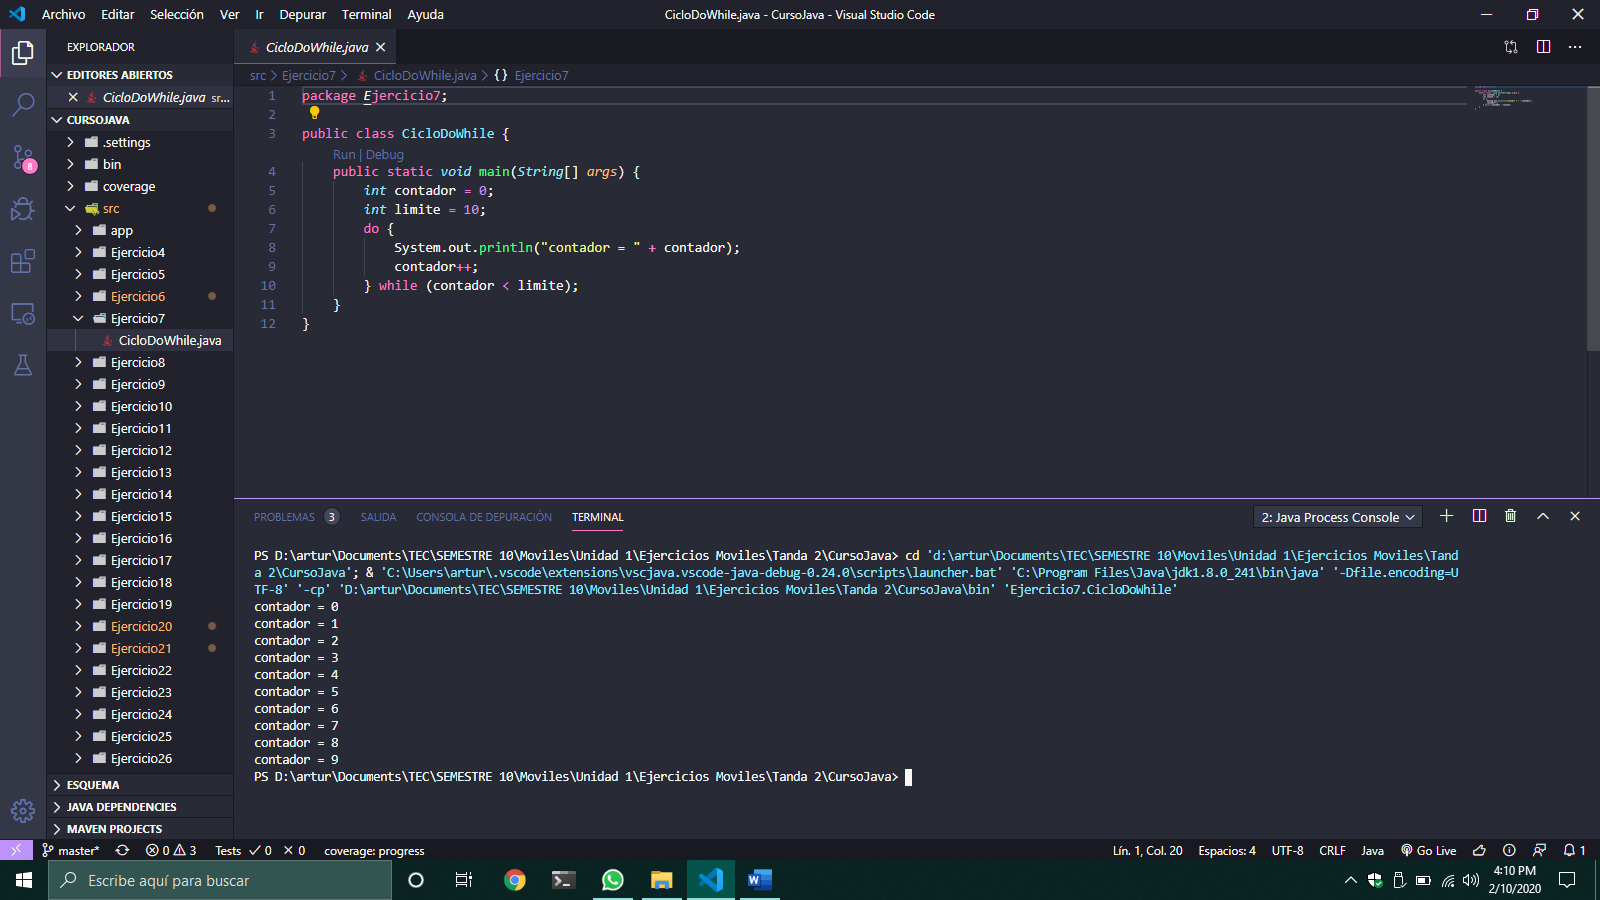 Archivo Editar Selección Ver Ir Depurar Terminal Ayuda
CicloDoWhile.java - CursoJava - Visual Studio Code
EXPLORADOR
EDITORES ABIERTOS
CicloDoWhile.java sr...
CURSOJAVA
.settings
bin
coverage
src
app
Ejercicio4
Ejercicio5
Ejercicio6
Ejercicio7
CicloDoWhile.java
Ejercicio8
Ejercicio9
Ejercicio10
Ejercicio11
Ejercicio12
Ejercicio13
Ejercicio14
Ejercicio15
Ejercicio16
Ejercicio17
Ejercicio18
Ejercicio19
Ejercicio20
Ejercicio21
Ejercicio22
Ejercicio23
Ejercicio24
Ejercicio25
Ejercicio26
ESQUEMA
JAVA DEPENDENCIES
MAVEN PROJECTS
8
CicloDoWhile.java
src > Ejercicio7 > CicloDoWhile.java > {} Ejercicio7
1 package Ejercicio7;
2
3 public class CicloDoWhile {
Run | Debug
4 public static void main(String[] args) {
5 int contador = 0;
6 int limite = 10;
7 do {
8 System.out.println("contador = " + contador);
9 contador++;
10 } while (contador < limite);
11 }
12 }
PROBLEMAS 3 SALIDA CONSOLA DE DEPURACIÓN TERMINAL
2: Java Process Console
PS D:\artur\Documents\TEC\SEMESTRE 10\Moviles\Unidad 1\Ejercicios Moviles\Tanda 2\CursoJava> cd 'd:\artur\Documents\TEC\SEMESTRE 10\Moviles\Unidad 1\Ejercicios Moviles\Tand
a 2\CursoJava'; & 'C:\Users\artur\.vscode\extensions\vscjava.vscode-java-debug-0.24.0\scripts\launcher.bat' 'C:\Program Files\Java\jdk1.8.0_241\bin\java' '-Dfile.encoding=U
TF-8' '-cp' 'D:\artur\Documents\TEC\SEMESTRE 10\Moviles\Unidad 1\Ejercicios Moviles\Tanda 2\CursoJava\bin' 'Ejercicio7.CicloDoWhile'
contador = 0
contador = 1
contador = 2
contador = 3
contador = 4
contador = 5
contador = 6
contador = 7
contador = 8
contador = 9
PS D:\artur\Documents\TEC\SEMESTRE 10\Moviles\Unidad 1\Ejercicios Moviles\Tanda 2\CursoJava>
master* 0 3 Tests 0 0 coverage: progress
Lín. 1, Col. 20 Espacios: 4 UTF-8 CRLF Java Go Live 1
Escribe aquí para buscar
4:10 PM
2/10/2020